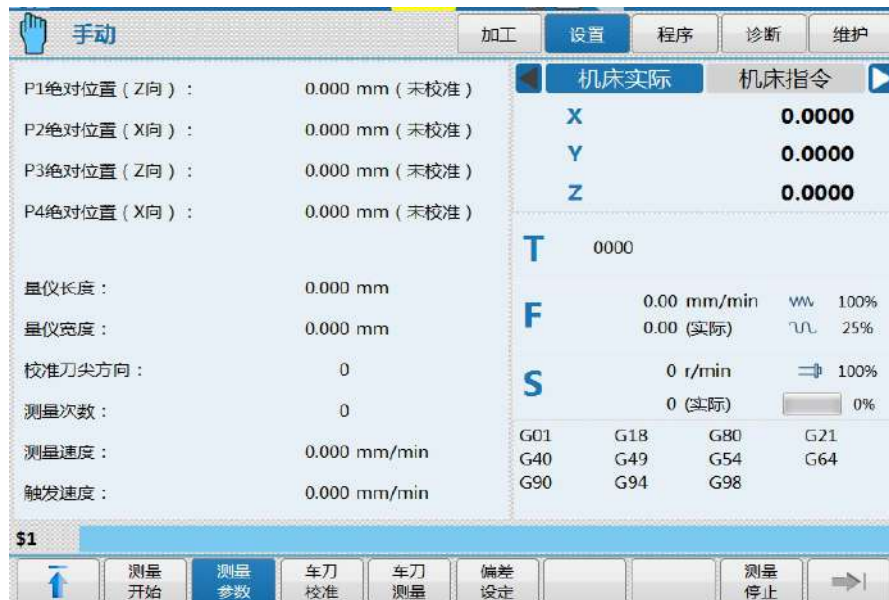 手动 加工 设置 程序 诊断 维护
P1绝对位置（Z向）： 0.000 mm（未校准）
P2绝对位置（X向）： 0.000 mm（未校准）
P3绝对位置（Z向）： 0.000 mm（未校准）
P4绝对位置（X向）： 0.000 mm（未校准）
量仪长度： 0.000 mm
量仪宽度： 0.000 mm
校准刀尖方向： 0
测量次数： 0
测量速度： 0.000 mm/min
触发速度： 0.000 mm/min
机床实际 机床指令
X 0.0000
Y 0.0000
Z 0.0000
T 0000
F 0.00 mm/min 100%
0.00 (实际) 25%
S 0 r/min 100%
0 (实际) 0%
G01 G18 G80 G21
G40 G49 G54 G64
G90 G94 G98
$1
测量开始 测量参数 车刀校准 车刀测量 偏差设定 测量停止